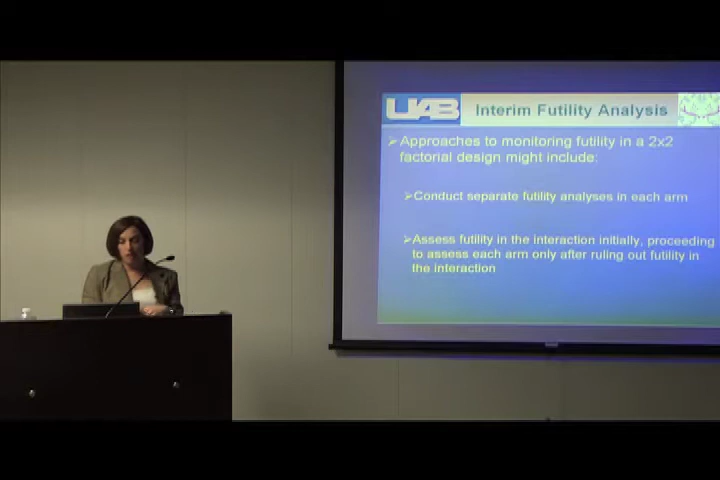 UAB
Interim Futility Analysis
Approaches to monitoring futility in a 2x2
factorial design might include:
Conduct separate futility analyses in each arm
Assess futility in the interaction initially, proceeding
to assess each arm only after ruling out futility in
the interaction